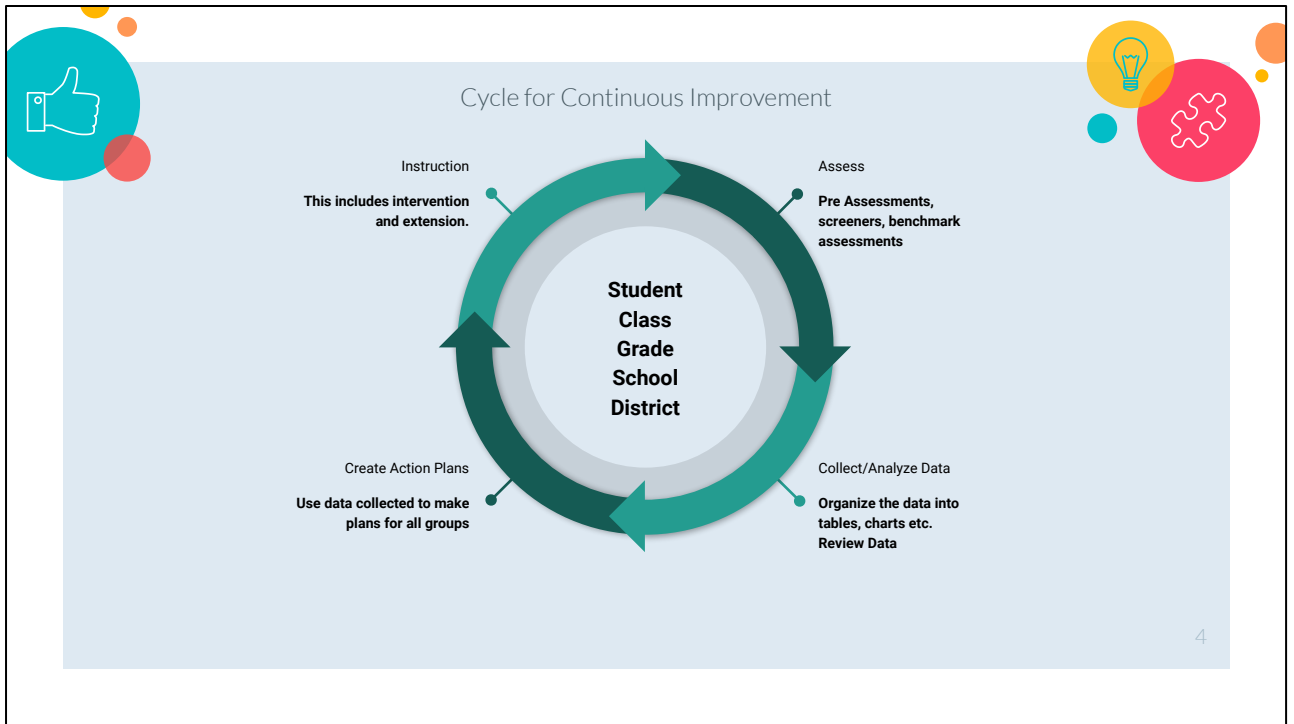 Cycle for Continuous Improvement
Instruction
This includes intervention
and extension.
Assess
Pre Assessments,
screeners, benchmark
assessments
Student
Class
Grade
School
District
Create Action Plans
Use data collected to make
plans for all groups
Collect/Analyze Data
Organize the data into
tables, charts etc.
Review Data
4